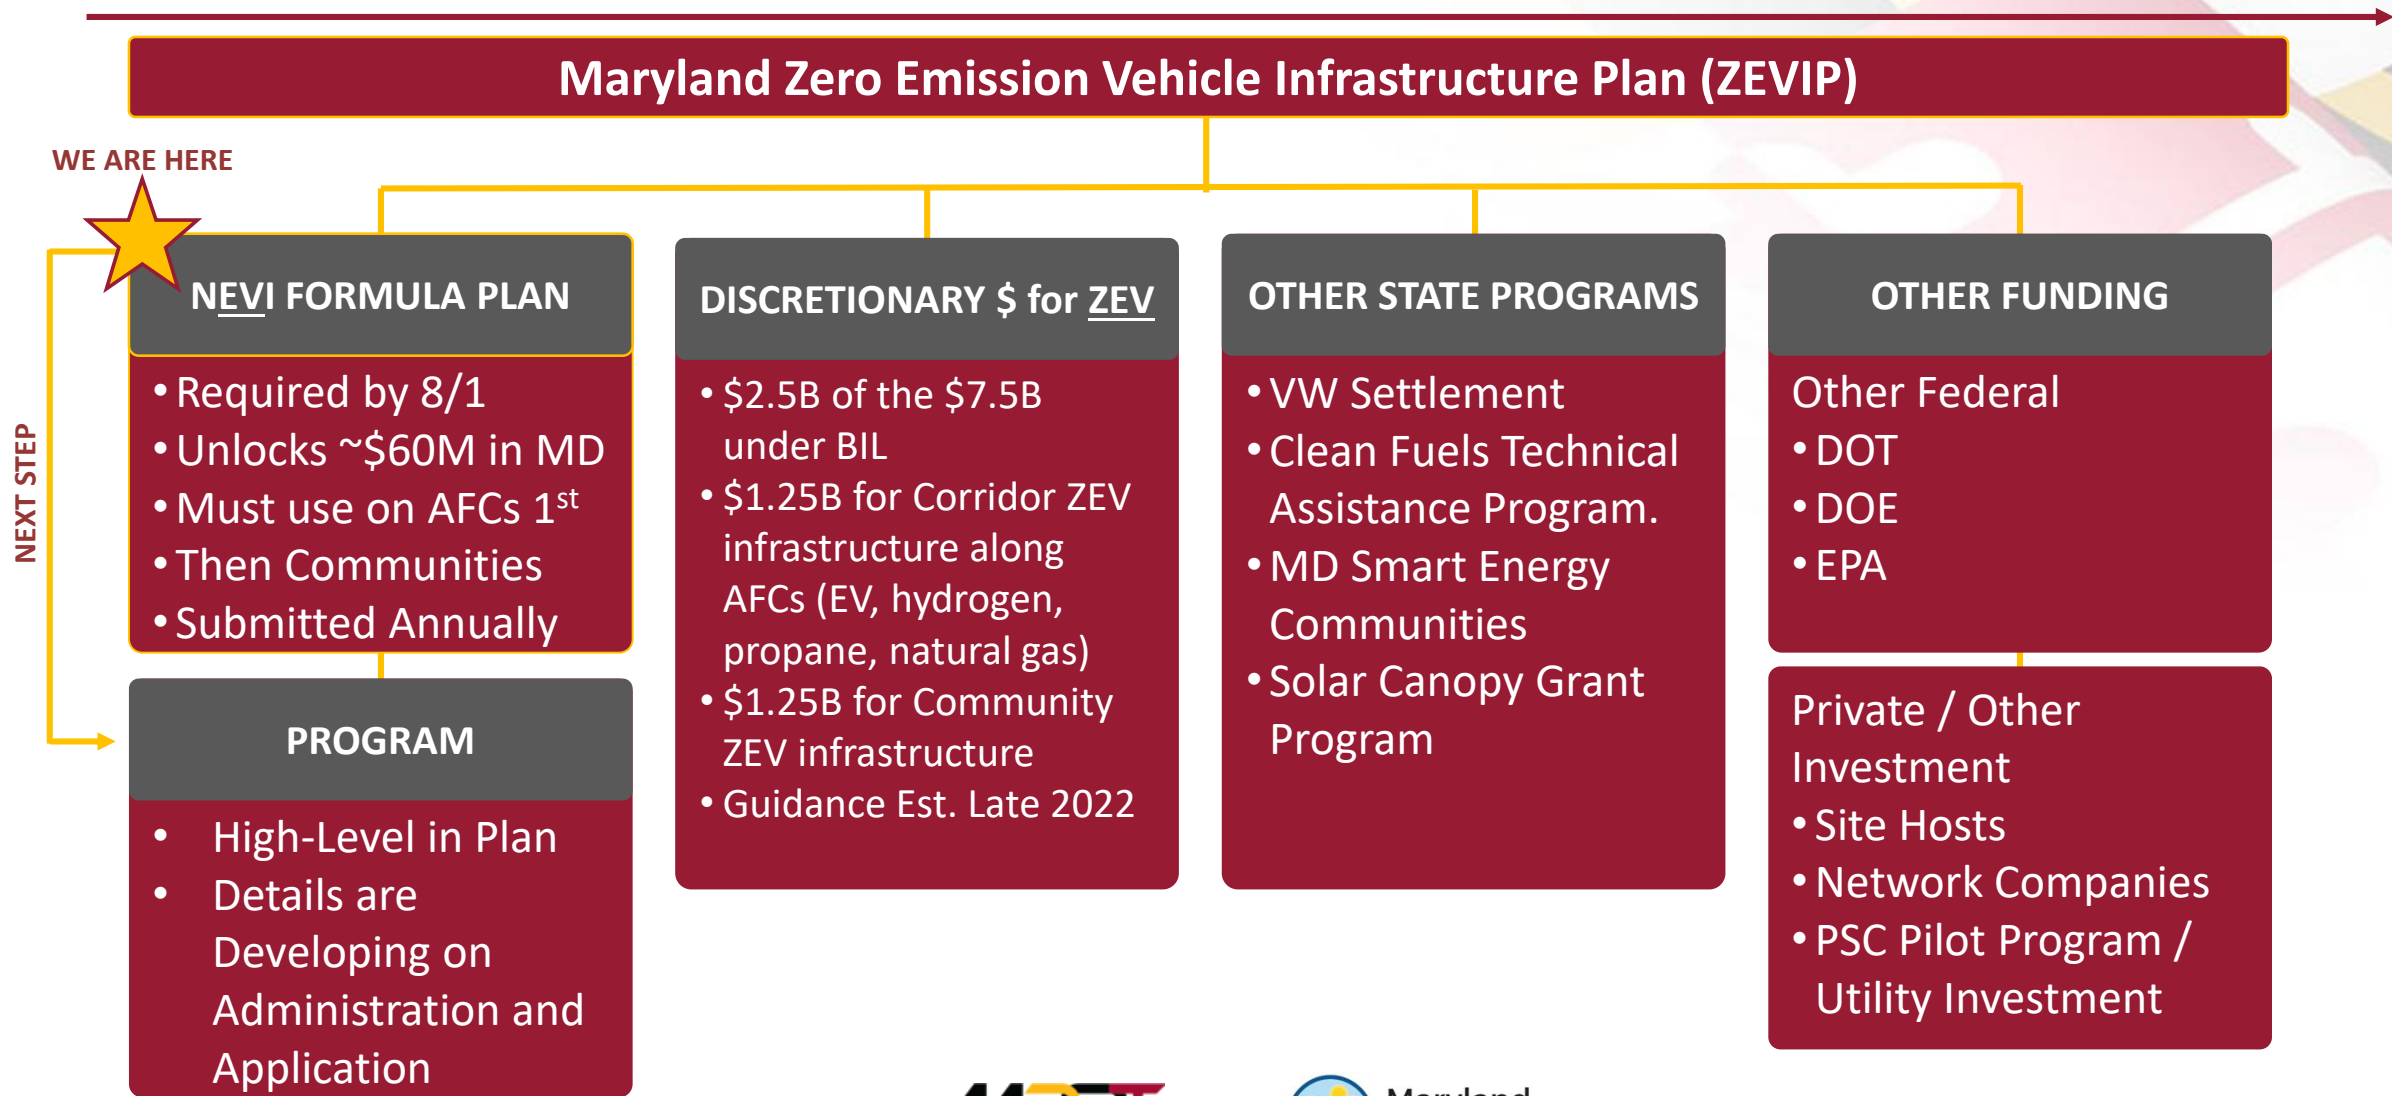 Maryland Zero Emission Vehicle Infrastructure Plan (ZEVIP)
WE ARE HERE
NEXT STEP
NEVI FORMULA PLAN
• Required by 8/1
• Unlocks ~$60M in MD
• Must use on AFCs 1st
• Then Communities
• Submitted Annually
PROGRAM
• High-Level in Plan
• Details are
Developing on
Administration and
Application
DISCRETIONARY $ for ZEV
• $2.5B of the $7.5B
under BIL
• $1.25B for Corridor ZEV
infrastructure along
AFCs (EV, hydrogen,
propane, natural gas)
• $1.25B for Community
ZEV infrastructure
• Guidance Est. Late 2022
OTHER STATE PROGRAMS
• VW Settlement
• Clean Fuels Technical
Assistance Program.
• MD Smart Energy
Communities
• Solar Canopy Grant
Program
OTHER FUNDING
Other Federal
• DOT
• DOE
• EPA
Private / Other
Investment
• Site Hosts
• Network Companies
• PSC Pilot Program /
Utility Investment
Maryland